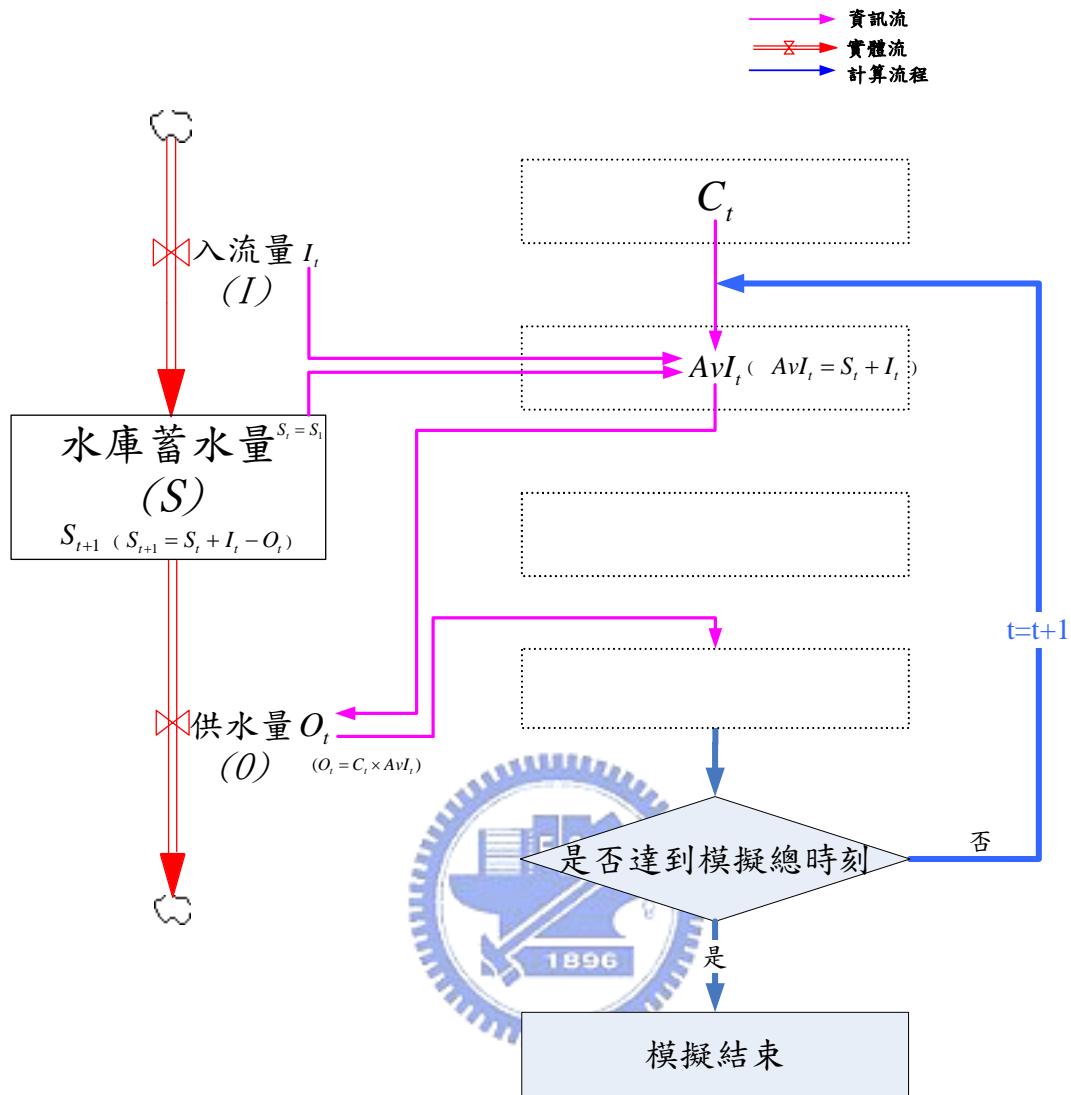 資訊流
實體流
計算流程
C_t
入流量 I_t
(I)
AvI_t ( AvI_t = S_t + I_t )
水庫蓄水量 S_t = S_1
(S)
S_{t+1} ( S_{t+1} = S_t + I_t - O_t )
t=t+1
供水量 O_t
(O) (O_t = C_t × AvI_t)
是否達到模擬總時刻
否
1896
是
模擬結束